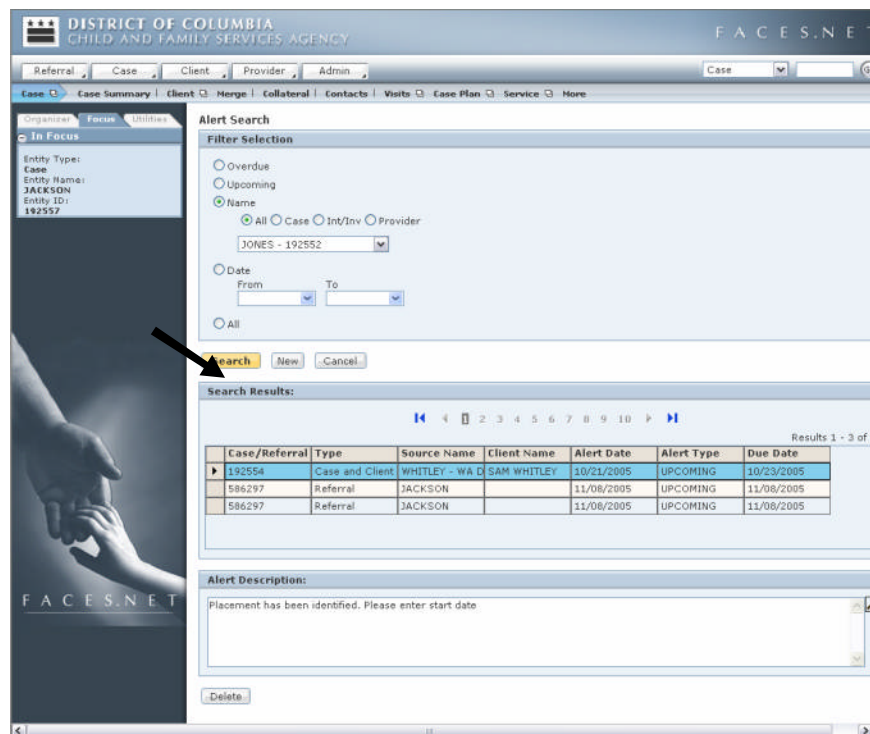 DISTRICT OF COLUMBIA
CHILD AND FAMILY SERVICES AGENCY
F A C E S . N E T
Referral Case Client Provider Admin Case
Case Case Summary | Client Merge | Collateral | Contacts | Visits Case Plan Service More
Organizer Focus Utilities
In Focus
Entity Type:
Case
Entity Name:
JACKSON
Entity ID:
192557
Alert Search
Filter Selection
Overdue
Upcoming
Name
All Case Int/Inv Provider
JONES - 192552
Date
From To
All
Search New Cancel
Search Results:
1 2 3 4 5 6 7 8 9 10
Results 1 - 3 of
Case/Referral Type Source Name Client Name Alert Date Alert Type Due Date
192554 Case and Client WHITLEY - WA D SAM WHITLEY 10/21/2005 UPCOMING 10/23/2005
586297 Referral JACKSON 11/08/2005 UPCOMING 11/08/2005
586297 Referral JACKSON 11/08/2005 UPCOMING 11/08/2005
Alert Description:
Placement has been identified. Please enter start date
F A C E S . N E T
Delete